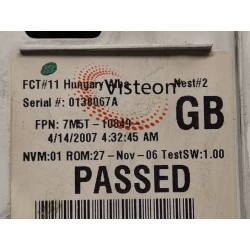 FCT#11 Hungary Who Nest#2
Visteon
Serial #: 0138067A
GB
FPN: 7M5T-10849
4/14/2007 4:32:45 AM
NVM:01 ROM:27-Nov-06 TestSW:1.00
PASSED